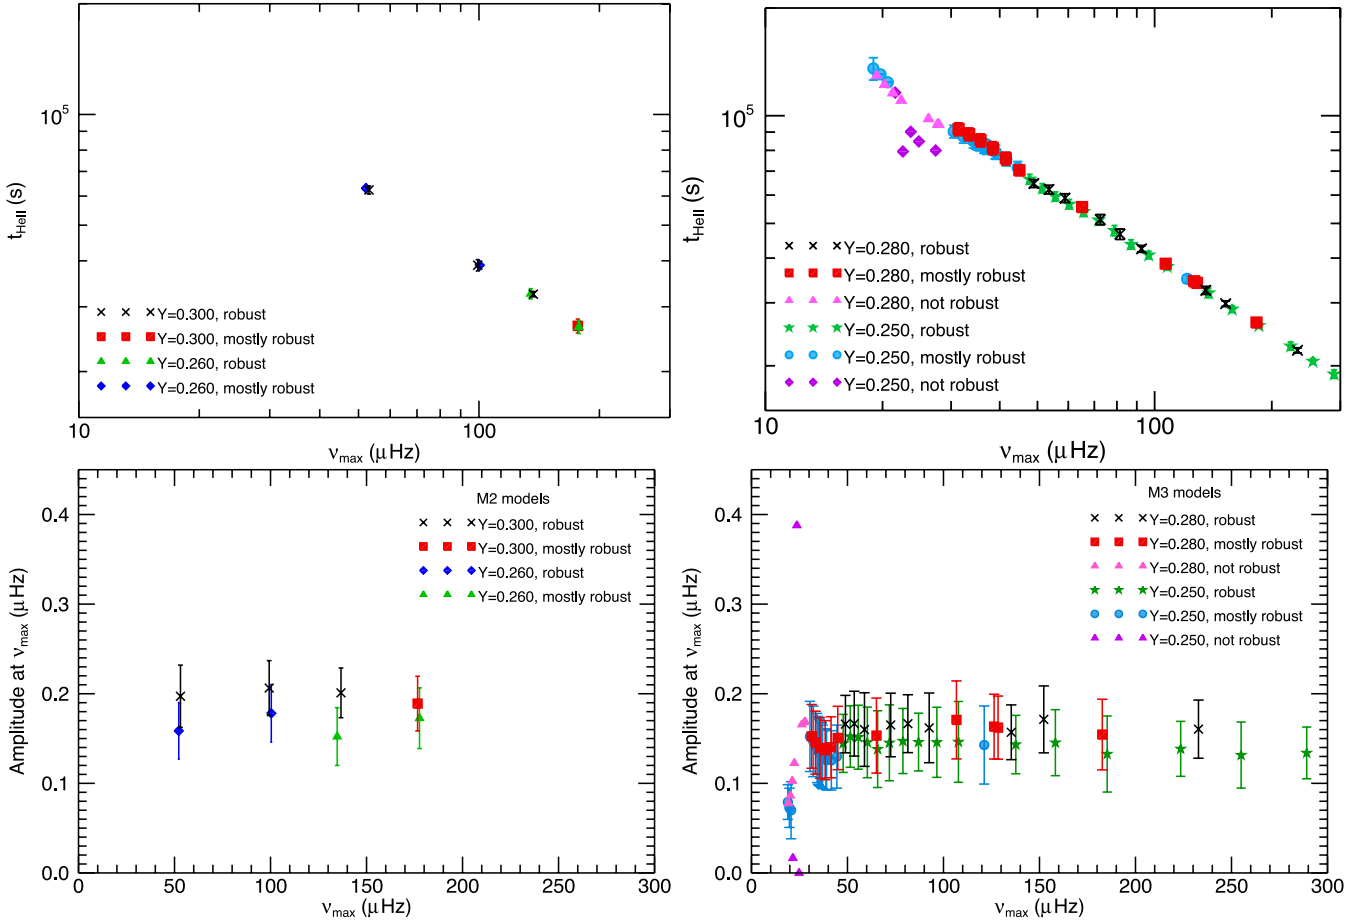 10⁵
t_HeII (s)
Y=0.300, robust
Y=0.300, mostly robust
Y=0.260, robust
Y=0.260, mostly robust
10
100
ν_max (μHz)
10⁵
t_HeII (s)
Y=0.280, robust
Y=0.280, mostly robust
Y=0.280, not robust
Y=0.250, robust
Y=0.250, mostly robust
Y=0.250, not robust
10
100
ν_max (μHz)
M2 models
Y=0.300, robust
Y=0.300, mostly robust
Y=0.260, robust
Y=0.260, mostly robust
0.4
0.3
0.2
0.1
0.0
Amplitude at ν_max (μHz)
0 50 100 150 200 250 300
ν_max (μHz)
M3 models
Y=0.280, robust
Y=0.280, mostly robust
Y=0.280, not robust
Y=0.250, robust
Y=0.250, mostly robust
Y=0.250, not robust
0.4
0.3
0.2
0.1
0.0
Amplitude at ν_max (μHz)
0 50 100 150 200 250 300
ν_max (μHz)